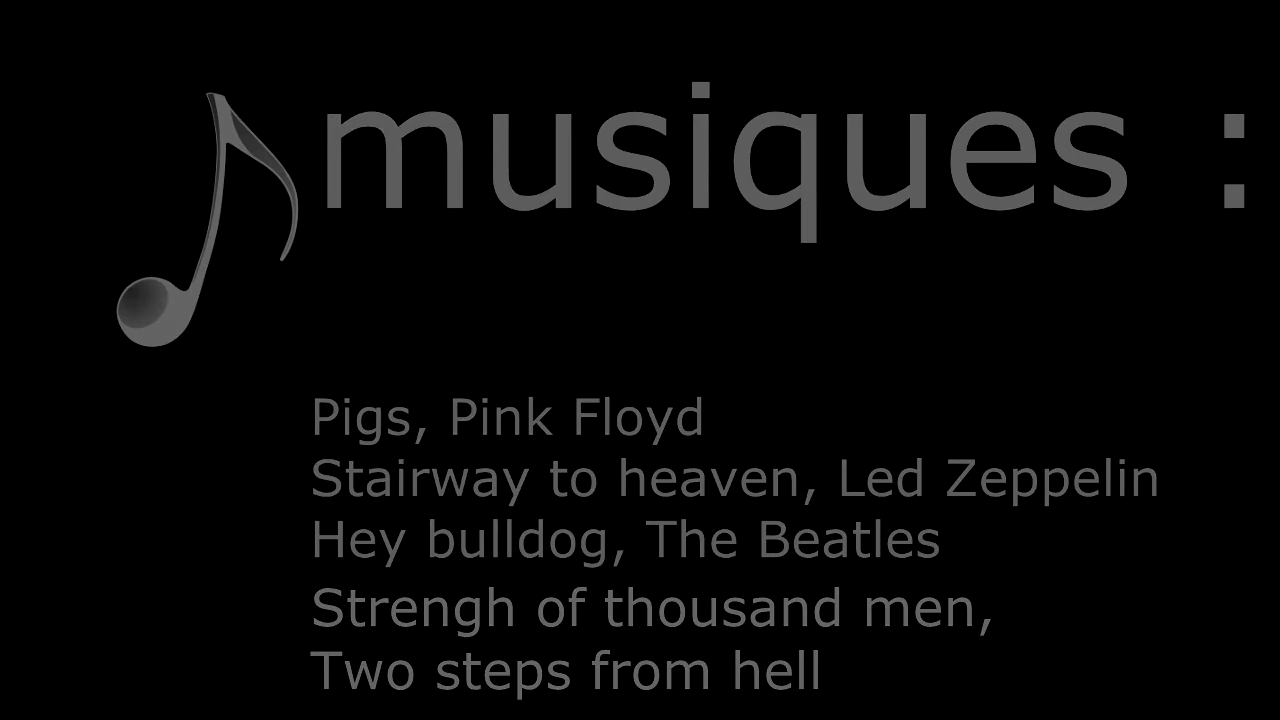 musiques :
Pigs, Pink Floyd
Stairway to heaven, Led Zeppelin
Hey bulldog, The Beatles
Strengh of thousand men,
Two steps from hell